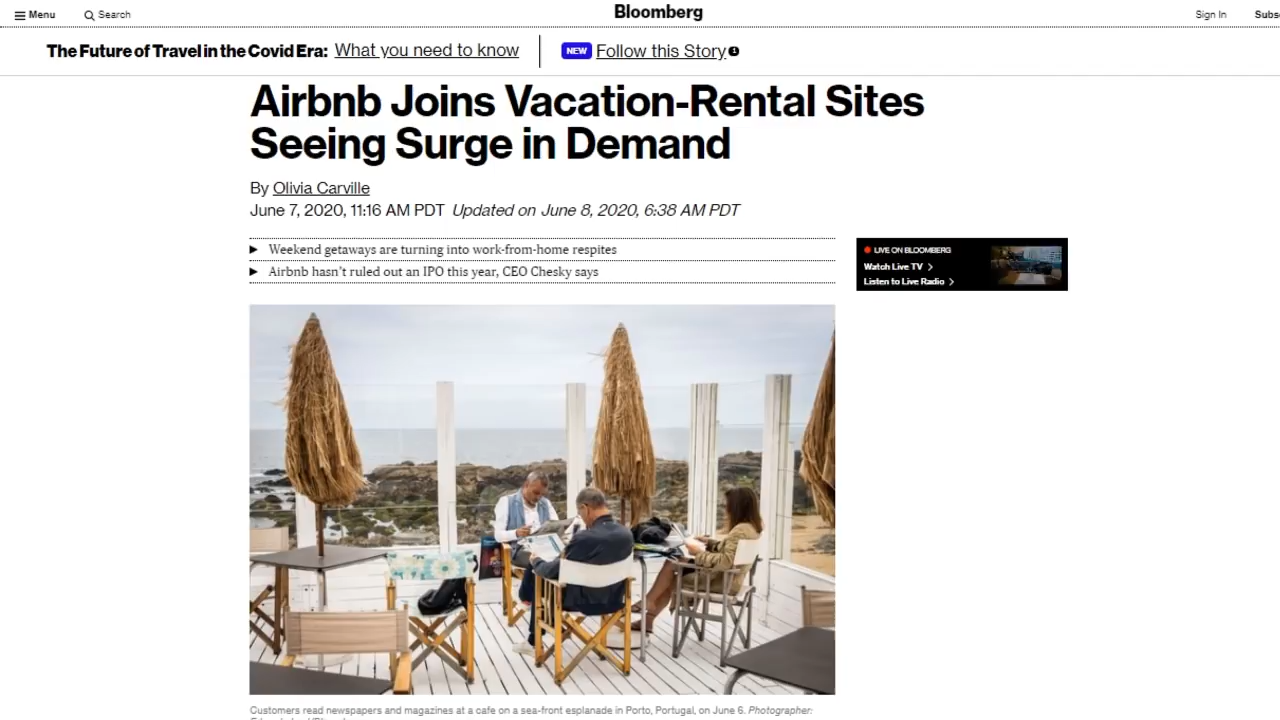 Menu Search Bloomberg Sign In Subs
The Future of Travel in the Covid Era: What you need to know NEW Follow this Story
Airbnb Joins Vacation-Rental Sites
Seeing Surge in Demand
By Olivia Carville
June 7, 2020, 11:16 AM PDT Updated on June 8, 2020, 6:38 AM PDT
Weekend getaways are turning into work-from-home respites
Airbnb hasn't ruled out an IPO this year, CEO Chesky says
LIVE ON BLOOMBERG
Watch Live TV
Listen to Live Radio
Customers read newspapers and magazines at a cafe on a sea-front esplanade in Porto, Portugal, on June 6. Photographer: